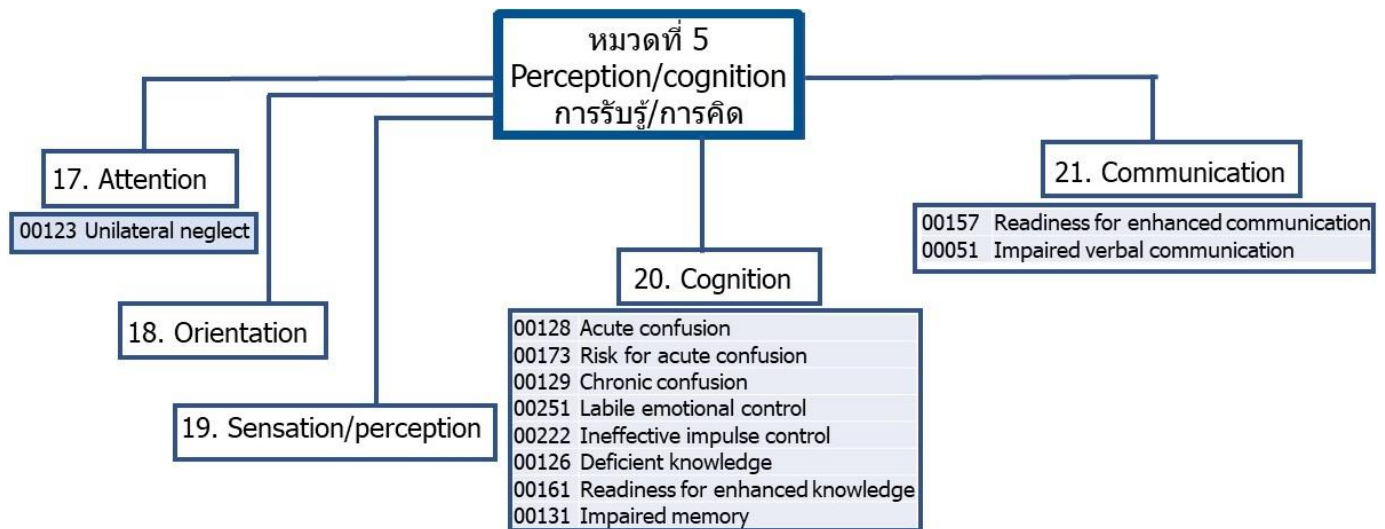 หมวดที่ 5
Perception/cognition
การรับรู้/การคิด
17. Attention
00123 Unilateral neglect
18. Orientation
19. Sensation/perception
20. Cognition
00128 Acute confusion
00173 Risk for acute confusion
00129 Chronic confusion
00251 Labile emotional control
00222 Ineffective impulse control
00126 Deficient knowledge
00161 Readiness for enhanced knowledge
00131 Impaired memory
21. Communication
00157 Readiness for enhanced communication
00051 Impaired verbal communication